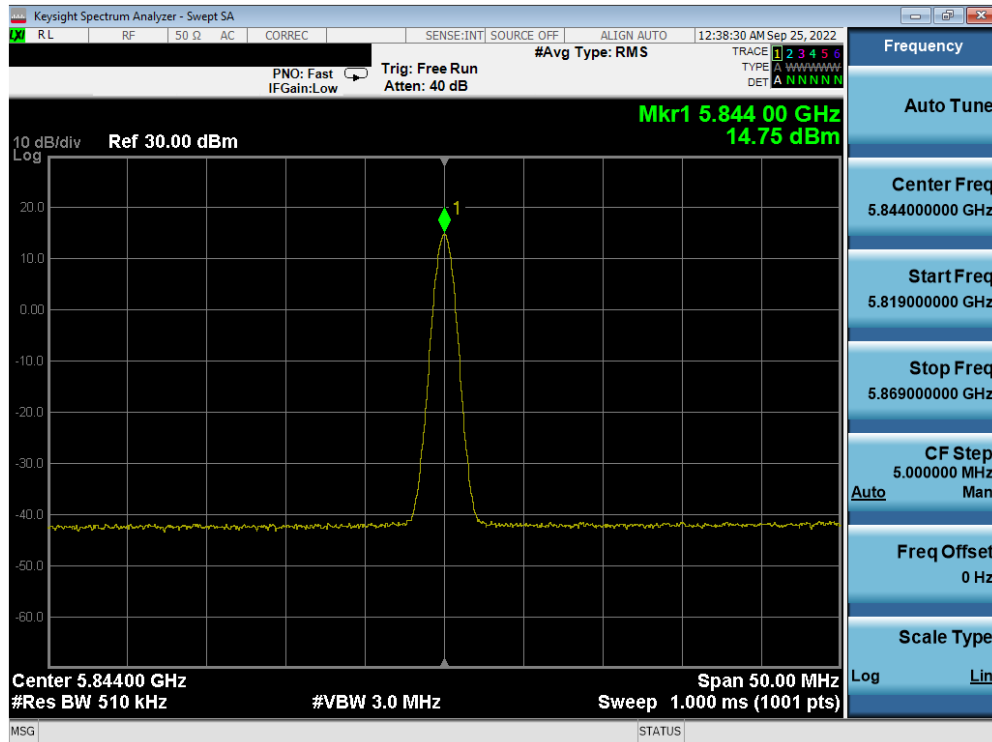 Keysight Spectrum Analyzer - Swept SA
LXI RL RF 50 Ω AC CORREC SENSE:INT SOURCE OFF ALIGN AUTO 12:38:30 AM Sep 25, 2022
#Avg Type: RMS
TRACE 1 2 3 4 5 6
PNO: Fast Trig: Free Run
TYPE A WWWWW
IFGain:Low Atten: 40 dB
DET A N N N N N
Mkr1 5.844 00 GHz
14.75 dBm
10 dB/div Ref 30.00 dBm
Log
1
20.0
10.0
0.00
-10.0
-20.0
-30.0
-40.0
-50.0
-60.0
Center 5.84400 GHz Span 50.00 MHz
#Res BW 510 kHz #VBW 3.0 MHz Sweep 1.000 ms (1001 pts)
MSG STATUS
Frequency
Auto Tune
Center Freq
5.844000000 GHz
Start Freq
5.819000000 GHz
Stop Freq
5.869000000 GHz
CF Step
5.000000 MHz
Auto Man
Freq Offset
0 Hz
Scale Type
Log Lin